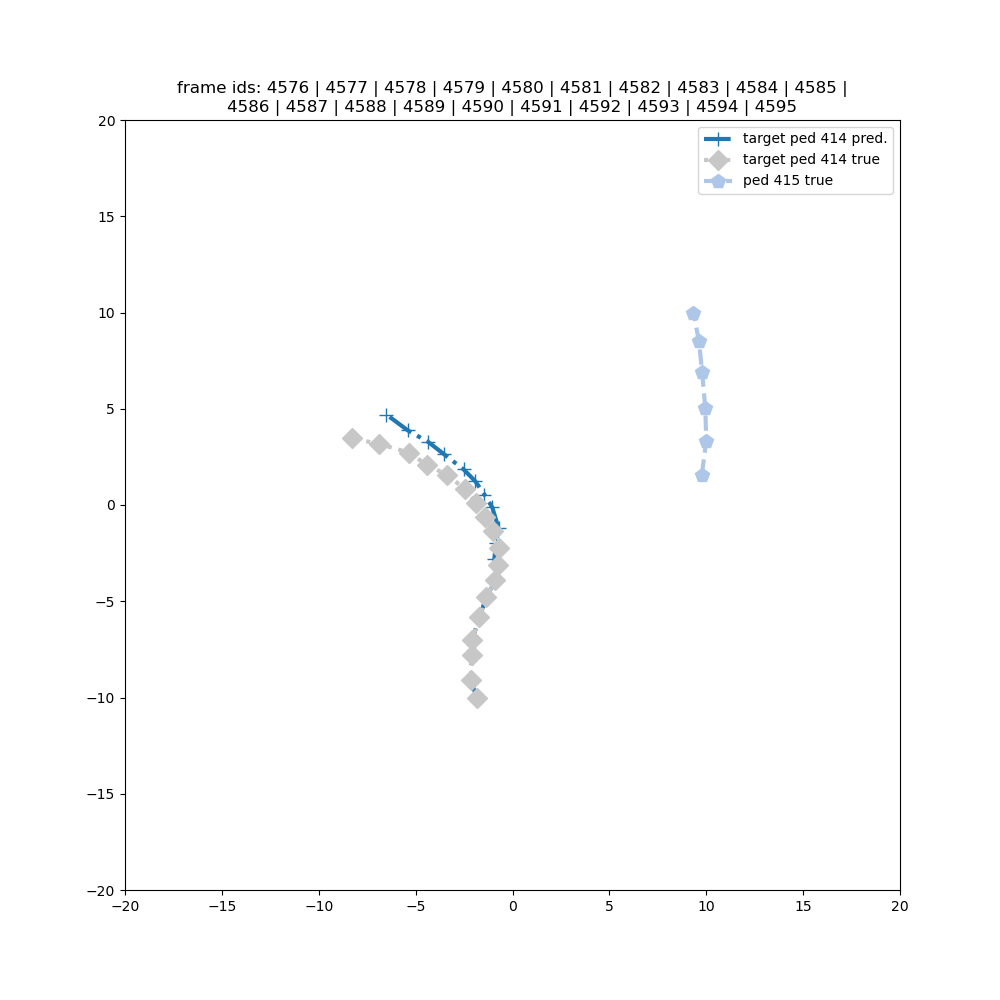 frame ids: 4576 | 4577 | 4578 | 4579 | 4580 | 4581 | 4582 | 4583 | 4584 | 4585 |
4586 | 4587 | 4588 | 4589 | 4590 | 4591 | 4592 | 4593 | 4594 | 4595
target ped 414 pred.
target ped 414 true
ped 415 true
20
15
10
5
0
−5
−10
−15
−20
−20 −15 −10 −5 0 5 10 15 20